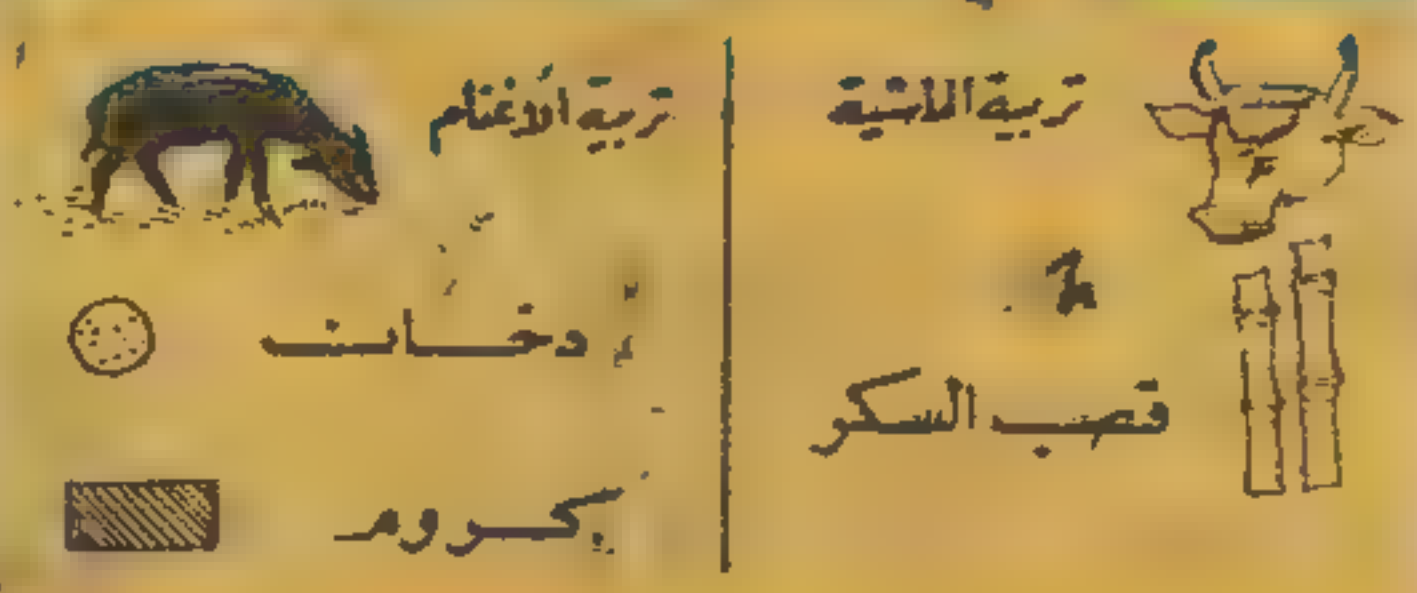 تربية الماشية
قصب السكر
تربية الأغنام
دخان
كروم